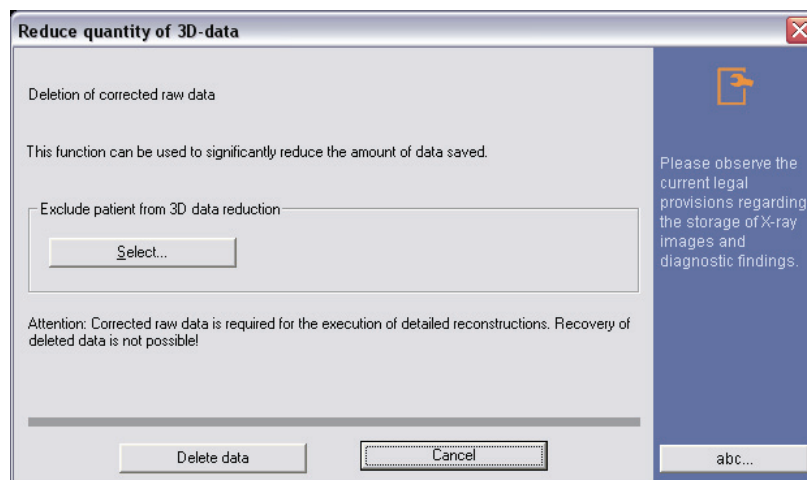 Reduce quantity of 3D-data
Deletion of corrected raw data
This function can be used to significantly reduce the amount of data saved.
Exclude patient from 3D data reduction
Select...
Attention: Corrected raw data is required for the execution of detailed reconstructions. Recovery of
deleted data is not possible!
Delete data
Cancel
Please observe the
current legal
provisions regarding
the storage of X-ray
images and
diagnostic findings.
abc...